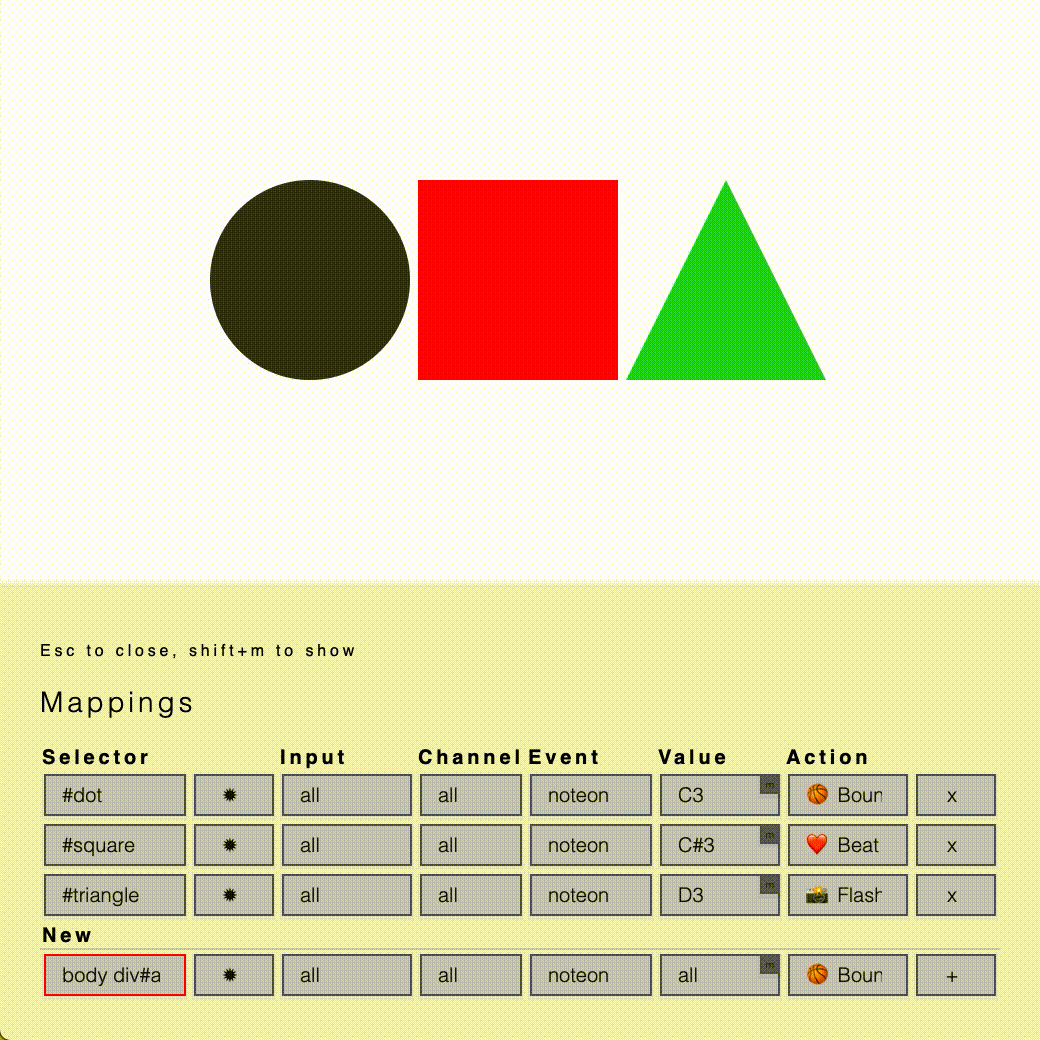 Esc to close, shift+m to show
Mappings
Selector Input Channel Event Value Action
#dot ✹ all all noteon C3 m 🏀 Boun x
#square ✹ all all noteon C#3 m ❤️ Beat x
#triangle ✹ all all noteon D3 m 📸 Flash x
New
body div#a ✹ all all noteon all m 🏀 Boun +